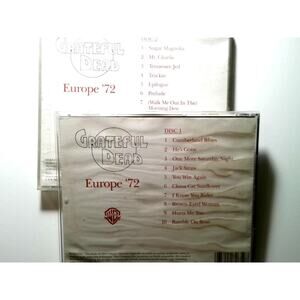 DISC 2
GRATEFUL
DEAD
Europe '72
1 Sugar Magnolia
2 Mr. Charlie
3 Tennessee Jed
4 Truckin'
5 Epilogue
6 Prelude
7 (Walk Me Out In The)
Morning Dew
DISC 1
GRATEFUL
DEAD
Europe '72
1 Cumberland Blues
2 He's Gone
3 One More Saturday Night
4 Jack Straw
5 You Win Again
6 China Cat Sunflower
7 I Know You Rider
8 Brown-Eyed Woman
9 Hurts Me Too
10 Ramble On Rose